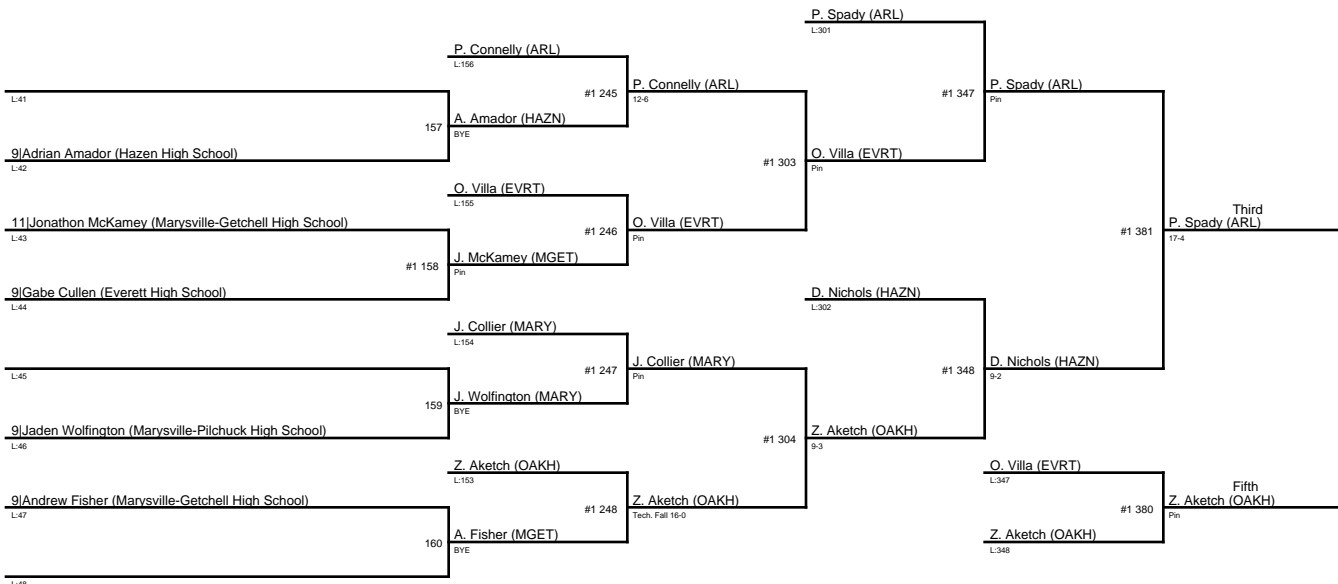 P. Spady (ARL)
L:301
P. Connelly (ARL)
L:156
#1 245
P. Connelly (ARL)
12-6
#1 347
P. Spady (ARL)
Pin
L:41
157
A. Amador (HAZN)
BYE
9|Adrian Amador (Hazen High School)
L:42
#1 303
O. Villa (EVRT)
Pin
O. Villa (EVRT)
L:155
11|Jonathon McKamey (Marysville-Getchell High School)
L:43
#1 246
O. Villa (EVRT)
Pin
#1 381
Third
P. Spady (ARL)
17-4
#1 158
J. McKamey (MGET)
Pin
9|Gabe Cullen (Everett High School)
L:44
D. Nichols (HAZN)
L:302
J. Collier (MARY)
L:154
L:45
#1 247
J. Collier (MARY)
Pin
#1 348
D. Nichols (HAZN)
9-2
159
J. Wolfington (MARY)
BYE
9|Jaden Wolfington (Marysville-Pilchuck High School)
L:46
#1 304
Z. Aketch (OAKH)
9-3
Z. Aketch (OAKH)
L:153
O. Villa (EVRT)
L:347
9|Andrew Fisher (Marysville-Getchell High School)
L:47
#1 248
Z. Aketch (OAKH)
Tech. Fall 16-0
#1 380
Fifth
Z. Aketch (OAKH)
Pin
160
A. Fisher (MGET)
BYE
Z. Aketch (OAKH)
L:348
L:48